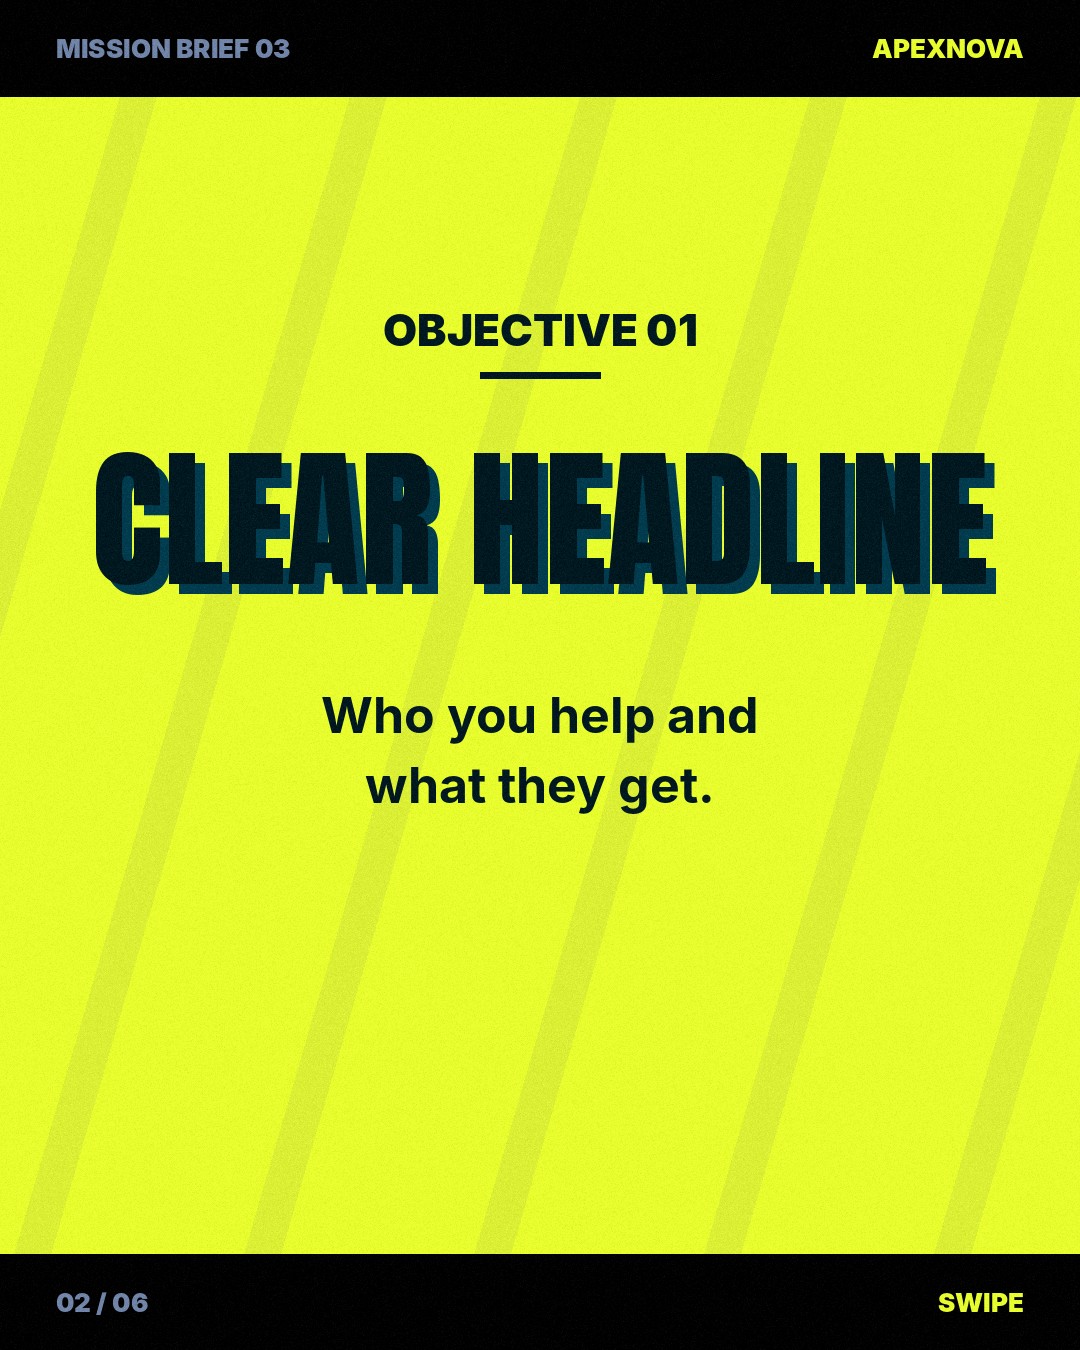 MISSION BRIEF 03
APEXNOVA
OBJECTIVE 01
CLEAR HEADLINE
Who you help and
what they get.
02 / 06
SWIPE